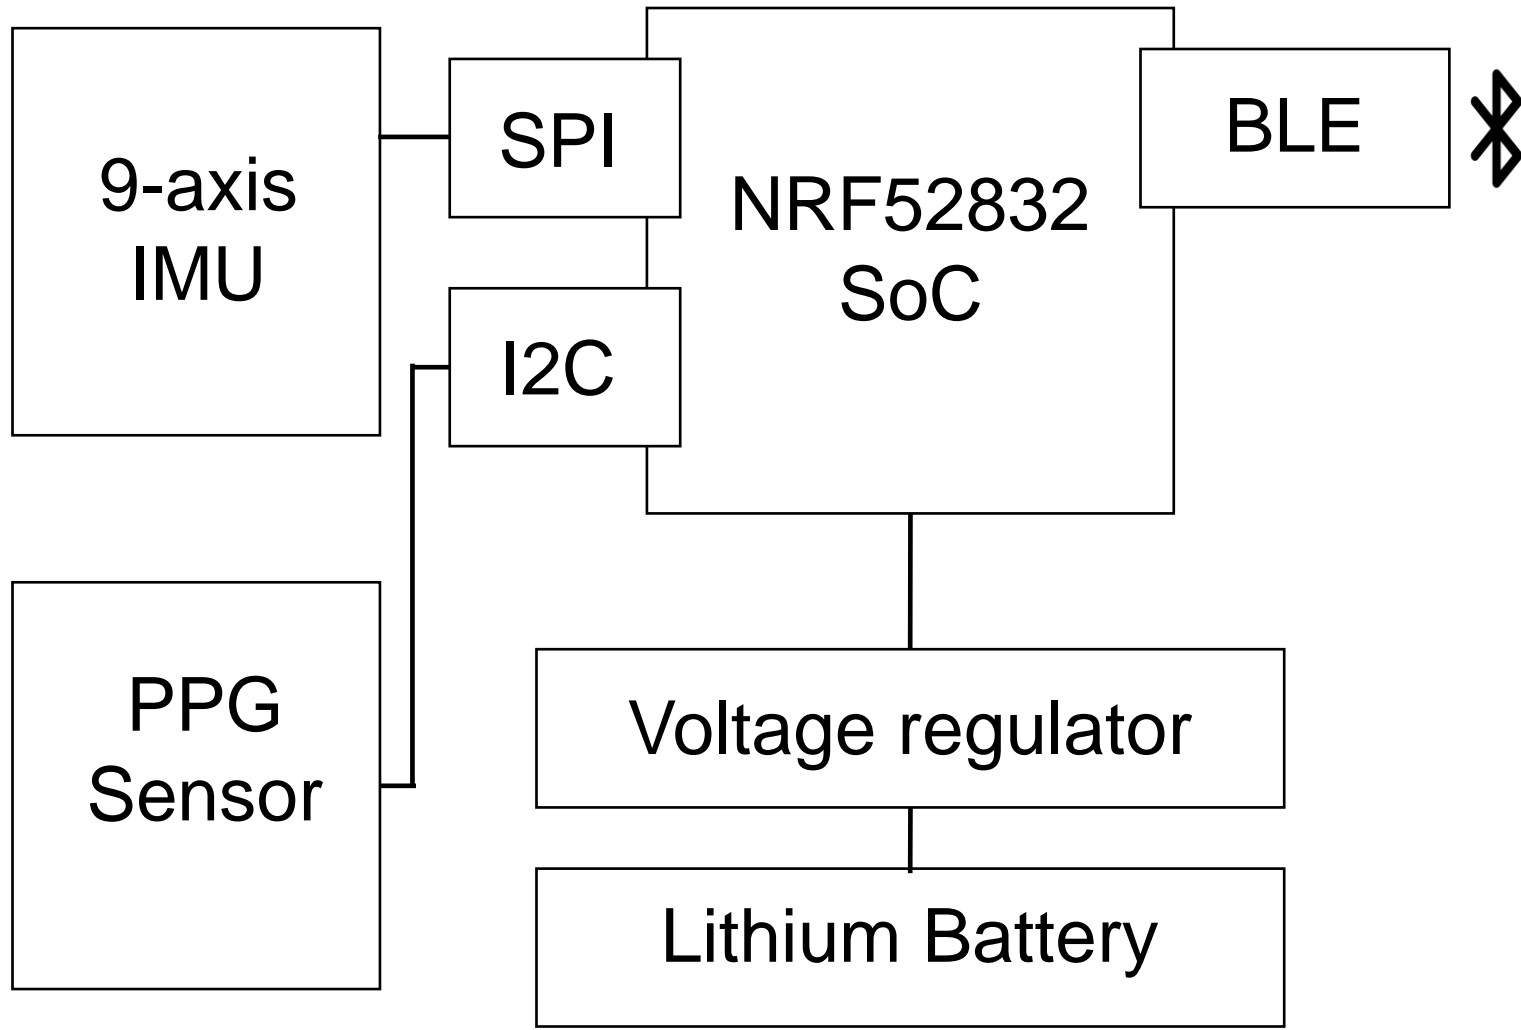 9-axis
IMU
SPI
I2C
NRF52832
SoC
BLE
PPG
Sensor
Voltage regulator
Lithium Battery